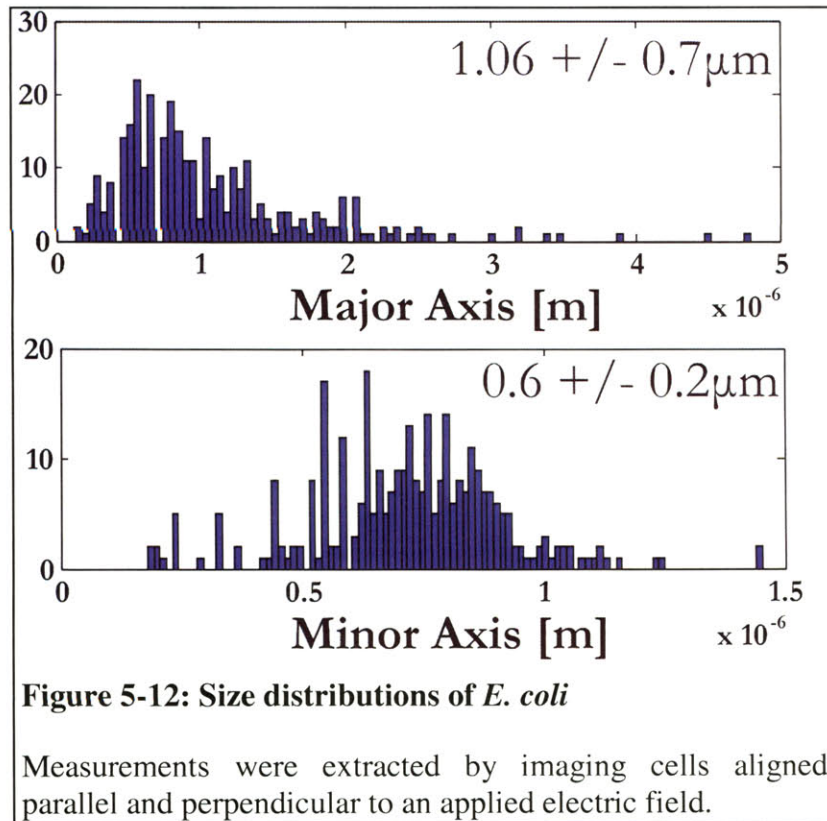 30
20
10
0
1.06 +/- 0.7μm
0 1 2 3 4 5
Major Axis [m] x 10-6
20
10
0
0.6 +/- 0.2μm
0 0.5 1 1.5
Minor Axis [m] x 10-6
Figure 5-12: Size distributions of E. coli
Measurements were extracted by imaging cells aligned
parallel and perpendicular to an applied electric field.